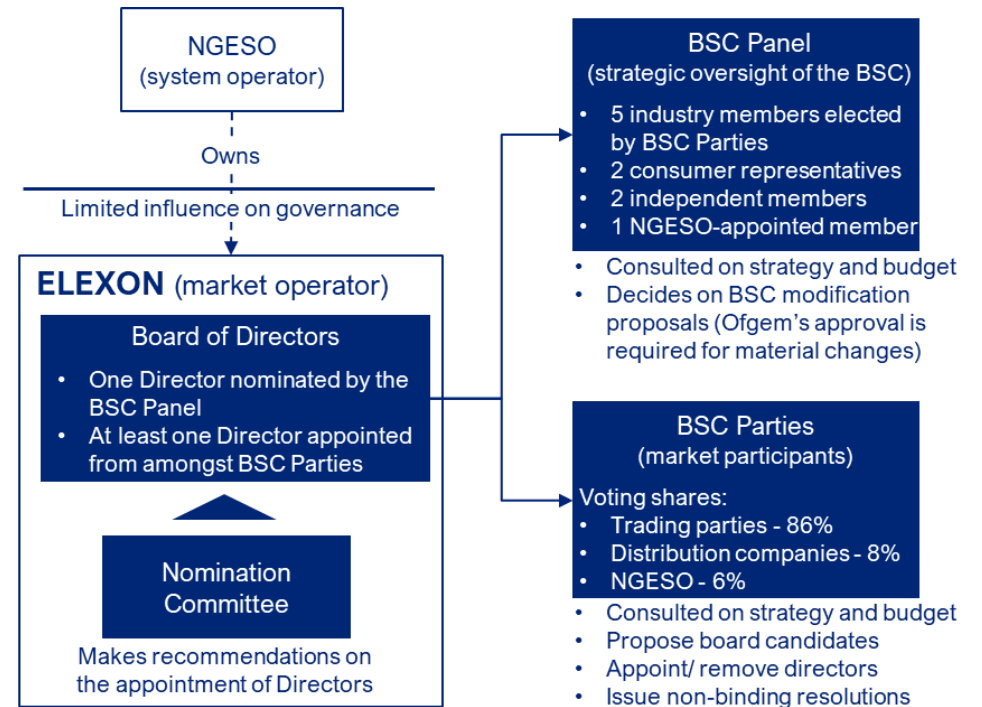 NGESO
(system operator)
Owns
Limited influence on governance
ELEXON (market operator)
Board of Directors
• One Director nominated by the
BSC Panel
• At least one Director appointed
from amongst BSC Parties
Nomination
Committee
Makes recommendations on
the appointment of Directors
BSC Panel
(strategic oversight of the BSC)
• 5 industry members elected
by BSC Parties
• 2 consumer representatives
• 2 independent members
• 1 NGESO-appointed member
• Consulted on strategy and budget
• Decides on BSC modification
proposals (Ofgem’s approval is
required for material changes)
BSC Parties
(market participants)
Voting shares:
• Trading parties - 86%
• Distribution companies - 8%
• NGESO - 6%
• Consulted on strategy and budget
• Propose board candidates
• Appoint/ remove directors
• Issue non-binding resolutions